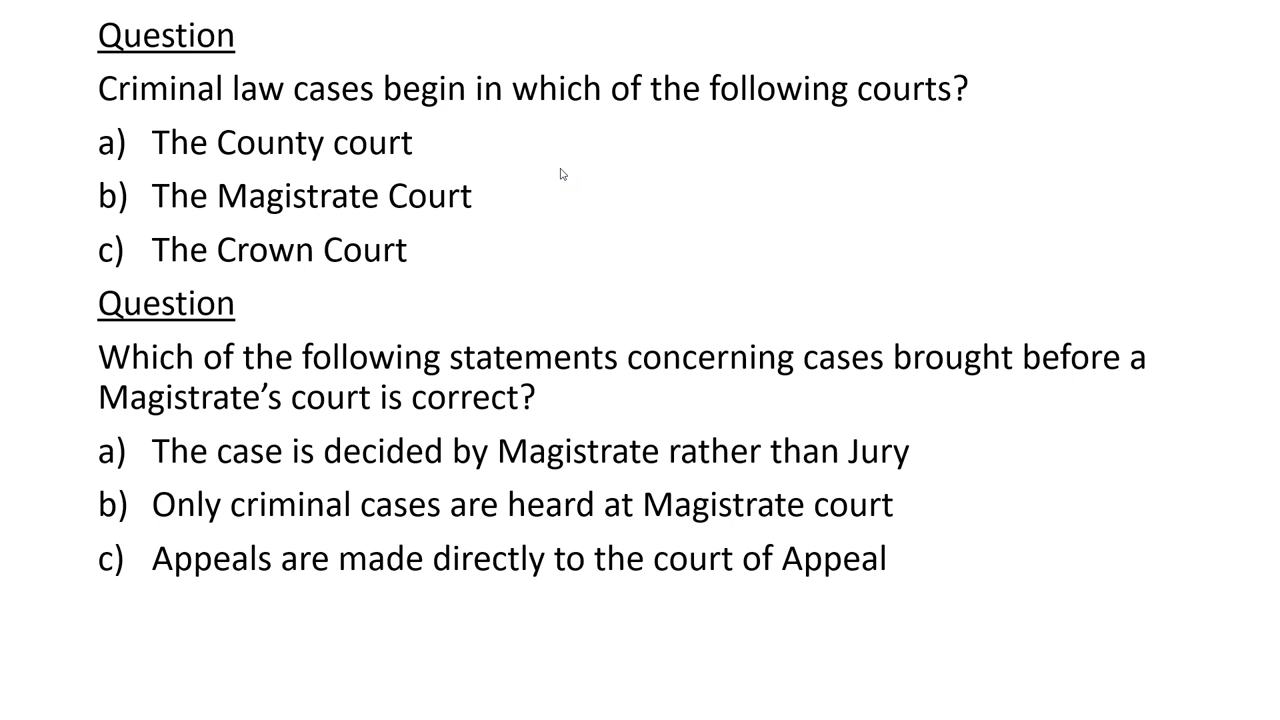 Question
Criminal law cases begin in which of the following courts?
a) The County court
b) The Magistrate Court
c) The Crown Court
Question
Which of the following statements concerning cases brought before a
Magistrate’s court is correct?
a) The case is decided by Magistrate rather than Jury
b) Only criminal cases are heard at Magistrate court
c) Appeals are made directly to the court of Appeal